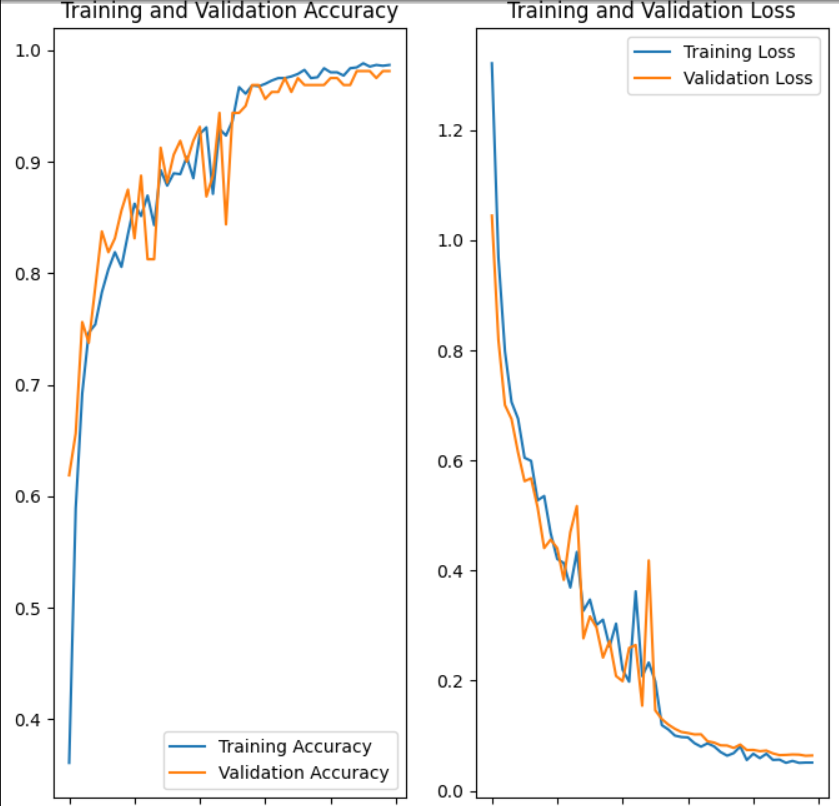 Training and Validation Accuracy
1.0
0.9
0.8
0.7
0.6
0.5
0.4
Training Accuracy
Validation Accuracy
Training and Validation Loss
Training Loss
Validation Loss
1.2
1.0
0.8
0.6
0.4
0.2
0.0